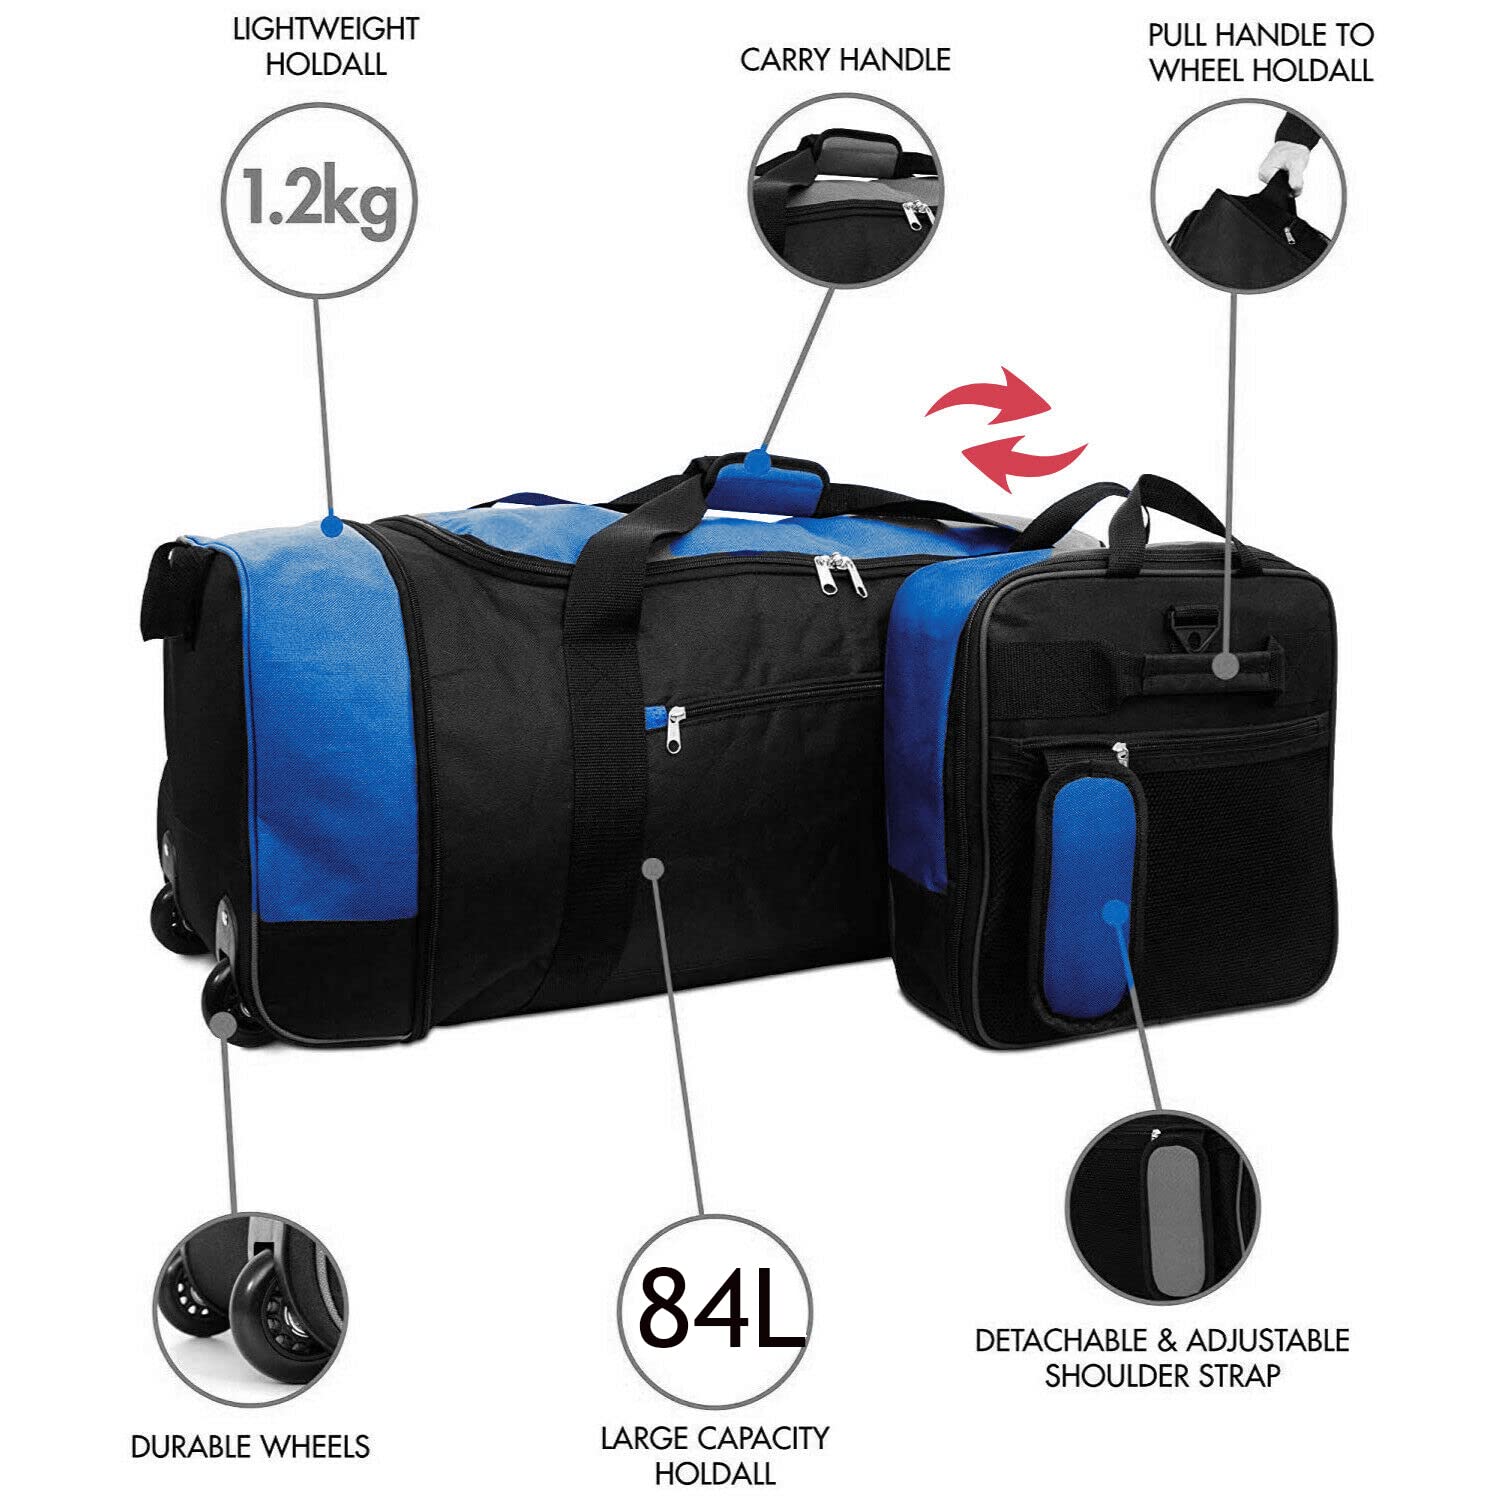 LIGHTWEIGHT
HOLDALL
1.2kg
CARRY HANDLE
PULL HANDLE TO
WHEEL HOLDALL
DURABLE WHEELS
84L
LARGE CAPACITY
HOLDALL
DETACHABLE & ADJUSTABLE
SHOULDER STRAP